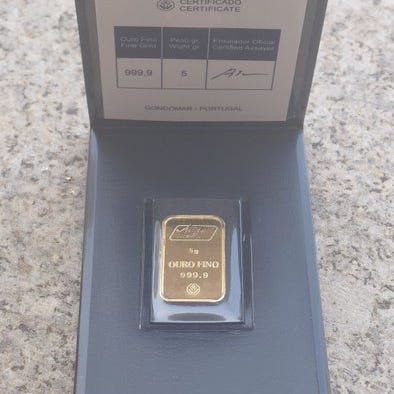 CERTIFICADO
CERTIFICATE
Ouro Fino
Fine Gold
Peso gr.
Wight gr.
Ensaiador Oficial
Certified Assayer
999,9
5
GONDOMAR - PORTUGAL
5g
OURO FINO
999.9